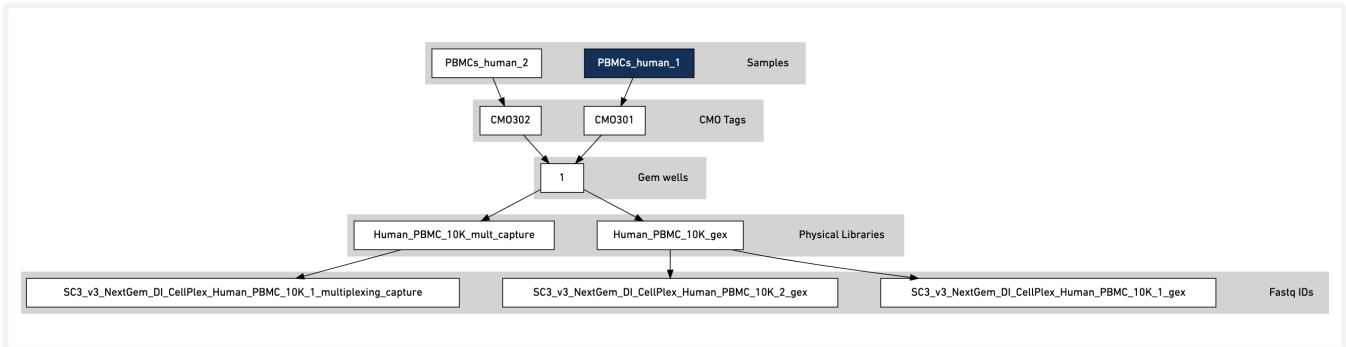 PBMCs_human_2 PBMCs_human_1 Samples
CMO302 CMO301 CMO Tags
1 Gem wells
Human_PBMC_10K_mult_capture Human_PBMC_10K_gex Physical Libraries
SC3_v3_NextGem_DI_CellPlex_Human_PBMC_10K_1_multiplexing_capture SC3_v3_NextGem_DI_CellPlex_Human_PBMC_10K_2_gex SC3_v3_NextGem_DI_CellPlex_Human_PBMC_10K_1_gex Fastq IDs